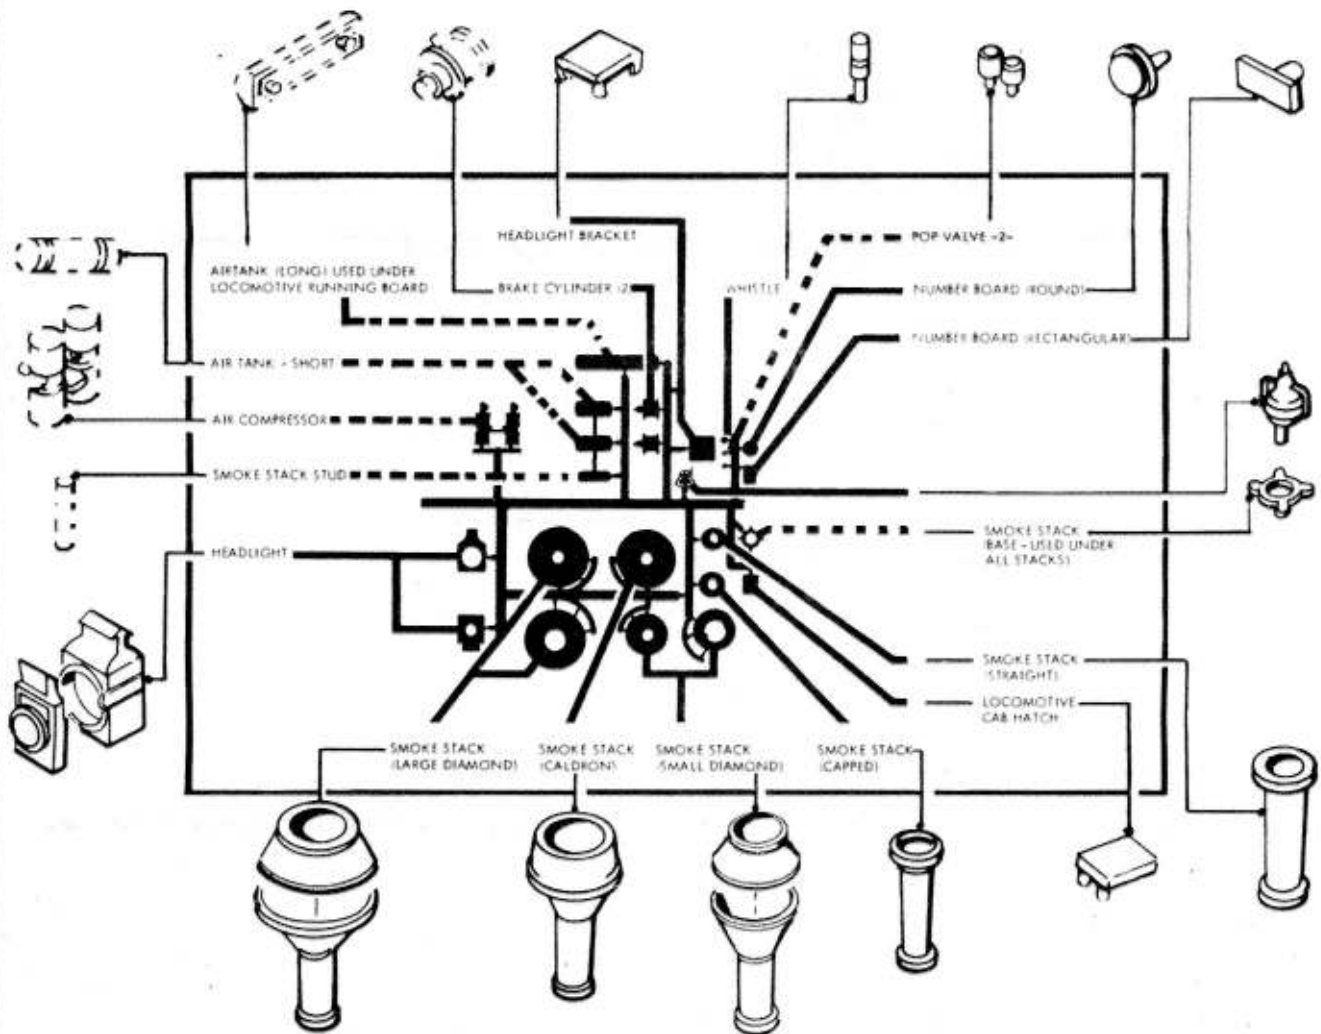 HEADLIGHT BRACKET
POP VALVE -2-
AIRTANK (LONG) USED UNDER
LOCOMOTIVE RUNNING BOARD
BRAKE CYLINDER (2)
WHISTLE
NUMBER BOARD (ROUND)
NUMBER BOARD (RECTANGULAR)
AIR TANK - SHORT
AIR COMPRESSOR
SMOKE STACK STUD
SMOKE STACK
(BASE - USED UNDER
ALL STACKS)
HEADLIGHT
SMOKE STACK
(STRAIGHT)
LOCOMOTIVE
CAB HATCH
SMOKE STACK
(LARGE DIAMOND)
SMOKE STACK
(CALDRON)
SMOKE STACK
(SMALL DIAMOND)
SMOKE STACK
(CAPPED)